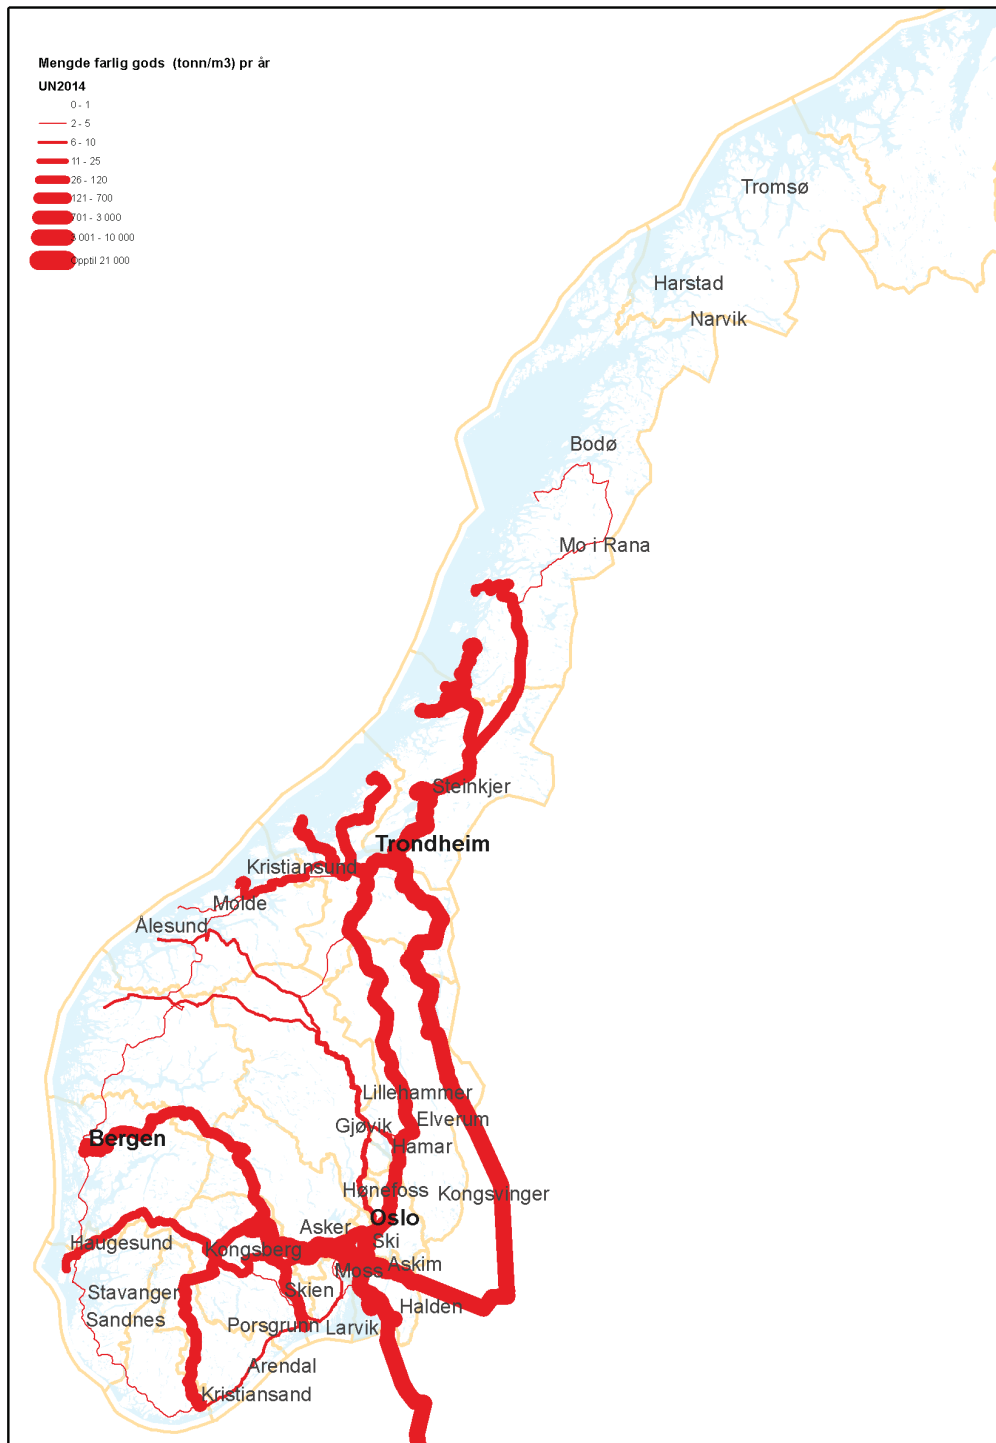 Mengde farlig gods (tonn/m3) pr år
UN2014
0 - 1
2 - 5
6 - 10
11 - 25
26 - 120
121 - 700
701 - 3 000
3 001 - 10 000
Opptil 21 000
Tromsø
Harstad
Narvik
Bodø
Mo i Rana
Steinkjer
Trondheim
Kristiansund
Molde
Ålesund
Lillehammer
Elverum
Gjøvik
Bergen
Hamar
Hønefoss
Kongsvinger
Oslo
Asker
Ski
Haugesund
Kongsberg
Askim
Moss
Stavanger
Skien
Halden
Sandnes
Porsgrunn
Larvik
Arendal
Kristiansand